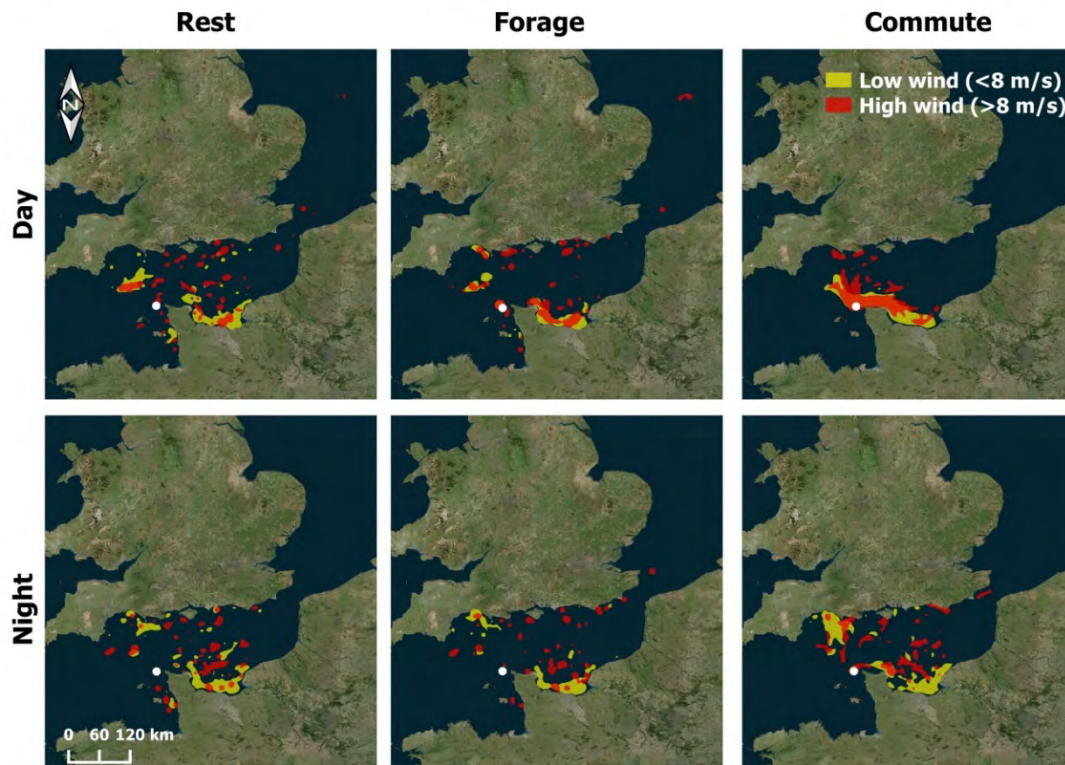 Rest Forage Commute
Day
Z
Low wind (<8 m/s)
High wind (>8 m/s)
Night
0 60 120 km